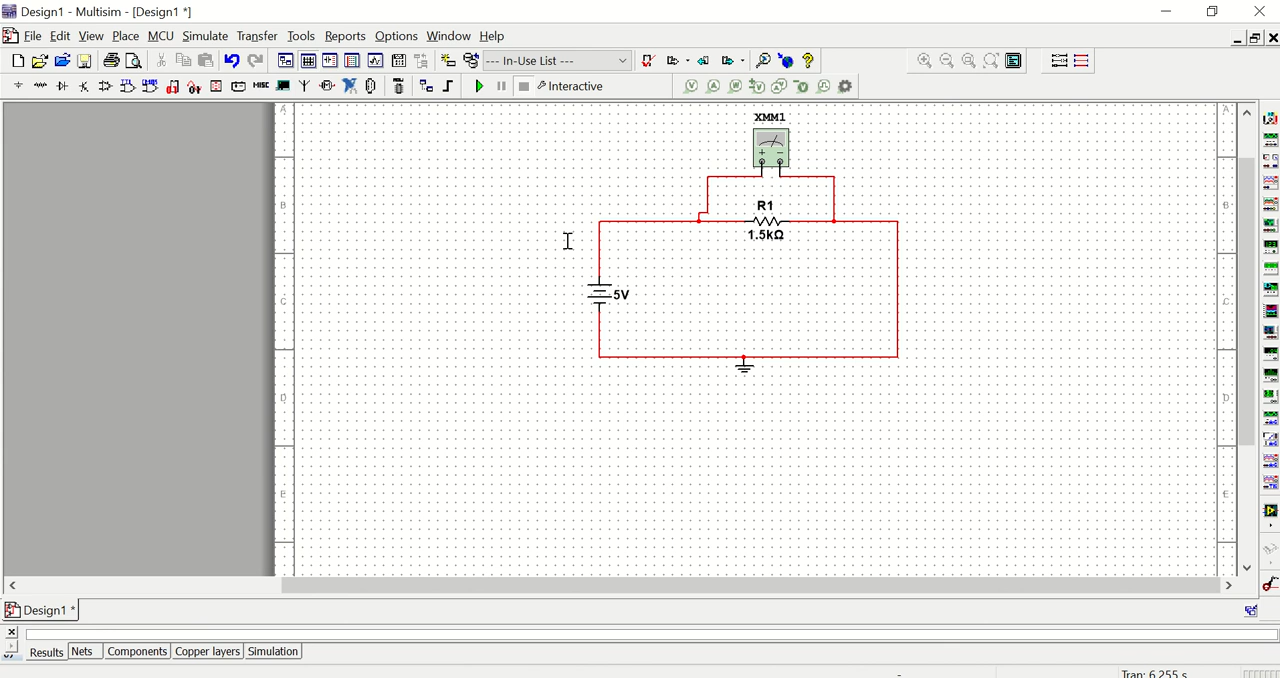 Design1 - Multisim - [Design1 *]
File Edit View Place MCU Simulate Transfer Tools Reports Options Window Help
--- In-Use List ---
MISC Interactive
A A
XMM1
B R1 B
1.5kΩ
C 5V C
D D
E E
Design1 *
Results Nets Components Copper layers Simulation
- Tran: 6.255 s